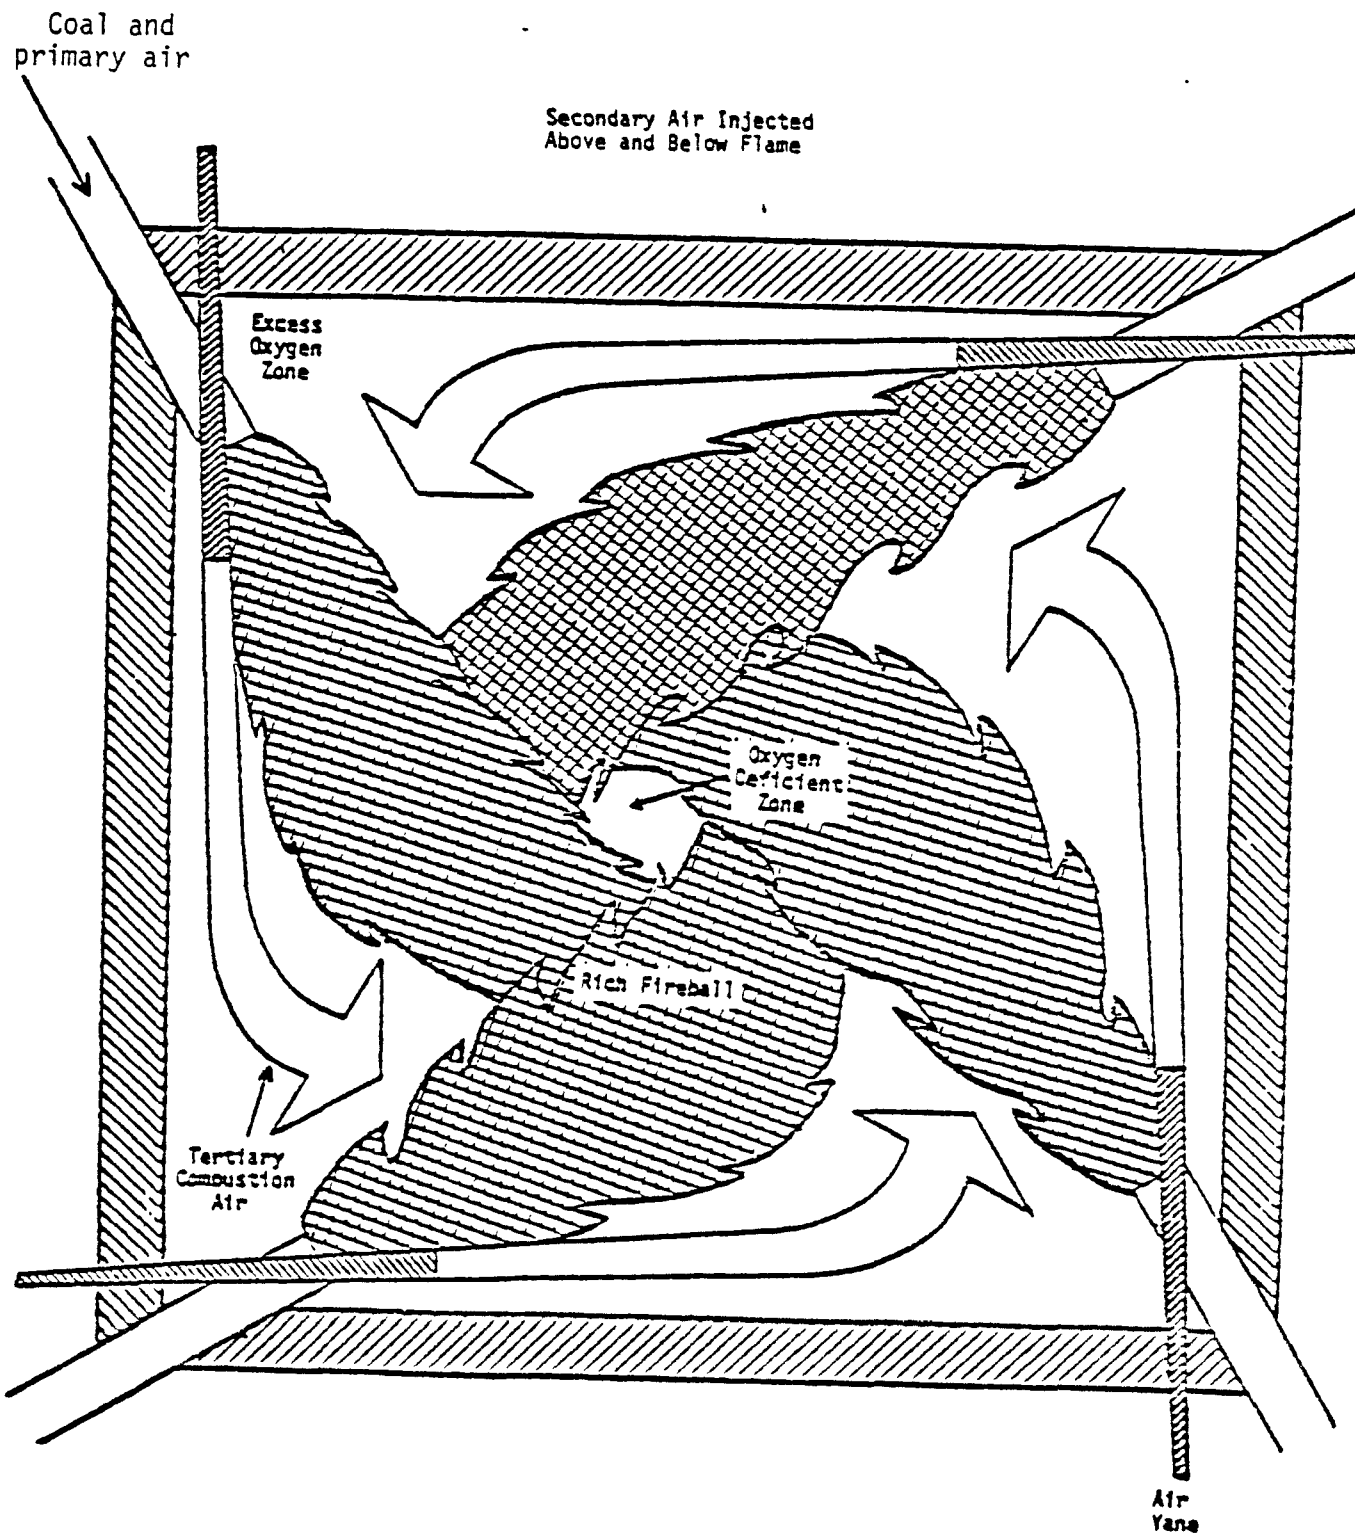 Coal and
primary air
Secondary Air Injected
Above and Below Flame
Excess
Oxygen
Zone
Oxygen
Deficient
Zone
Rich Fireball
Tertiary
Combustion
Air
Air
Vane